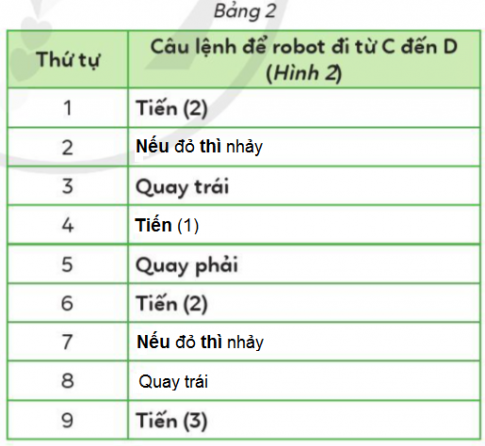 Bảng 2
Thứ tự
Câu lệnh để robot đi từ C đến D
(Hình 2)
1 Tiến (2)
2 Nếu đỏ thì nhảy
3 Quay trái
4 Tiến (1)
5 Quay phải
6 Tiến (2)
7 Nếu đỏ thì nhảy
8 Quay trái
9 Tiến (3)